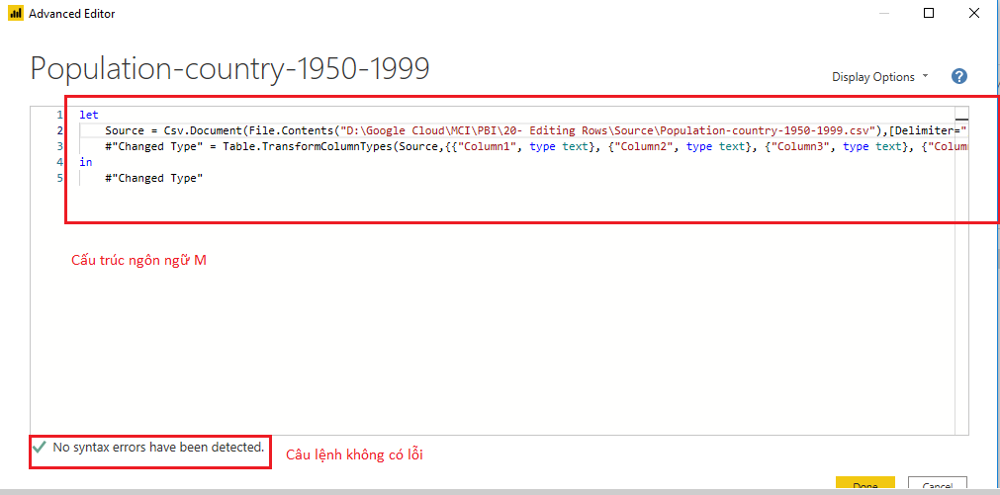 Advanced Editor
Population-country-1950-1999
Display Options
?
1 let
2 Source = Csv.Document(File.Contents("D:\Google Cloud\MCI\PBI\20- Editing Rows\Source\Population-country-1950-1999.csv"),[Delimiter="
3 #"Changed Type" = Table.TransformColumnTypes(Source,{{"Column1", type text}, {"Column2", type text}, {"Column3", type text}, {"Colum
4 in
5 #"Changed Type"
Cấu trúc ngôn ngữ M
No syntax errors have been detected.
Câu lệnh không có lỗi
Done
Cancel